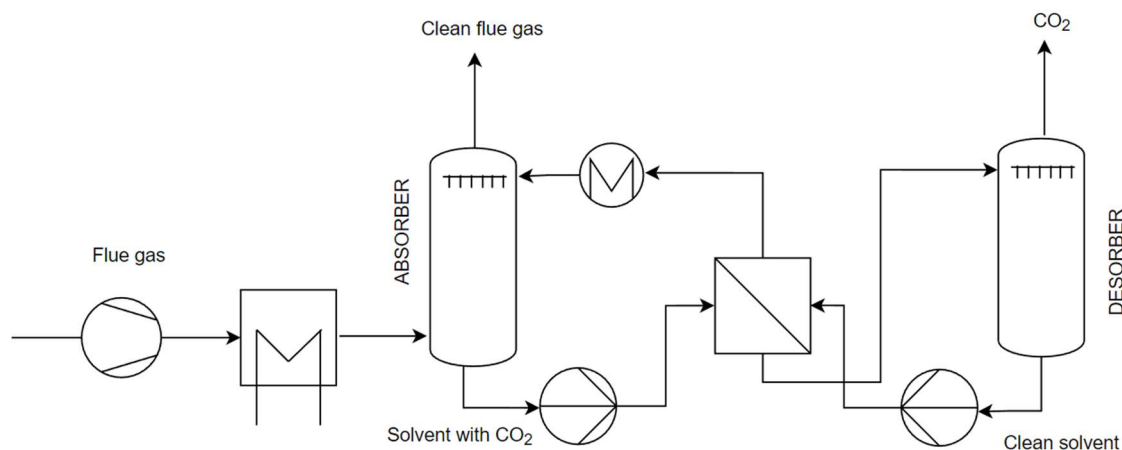 Clean flue gas
CO₂
ABSORBER
Flue gas
DESORBER
Solvent with CO₂
Clean solvent